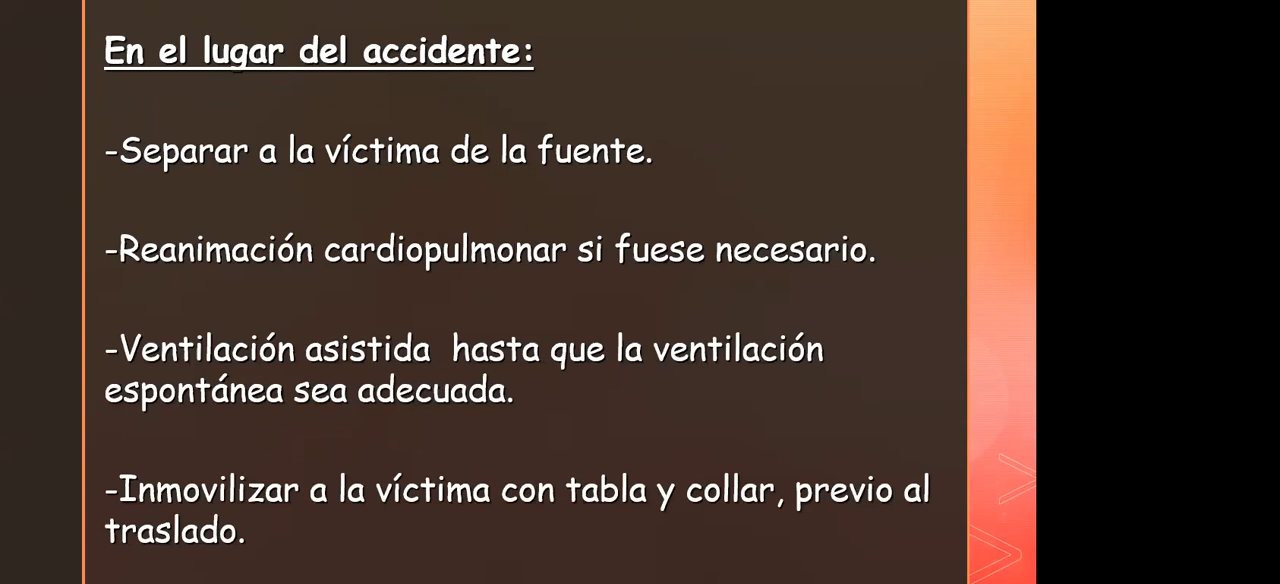 En el lugar del accidente:
-Separar a la víctima de la fuente.
-Reanimación cardiopulmonar si fuese necesario.
-Ventilación asistida  hasta que la ventilación
espontánea sea adecuada.
-Inmovilizar a la víctima con tabla y collar, previo al
traslado.